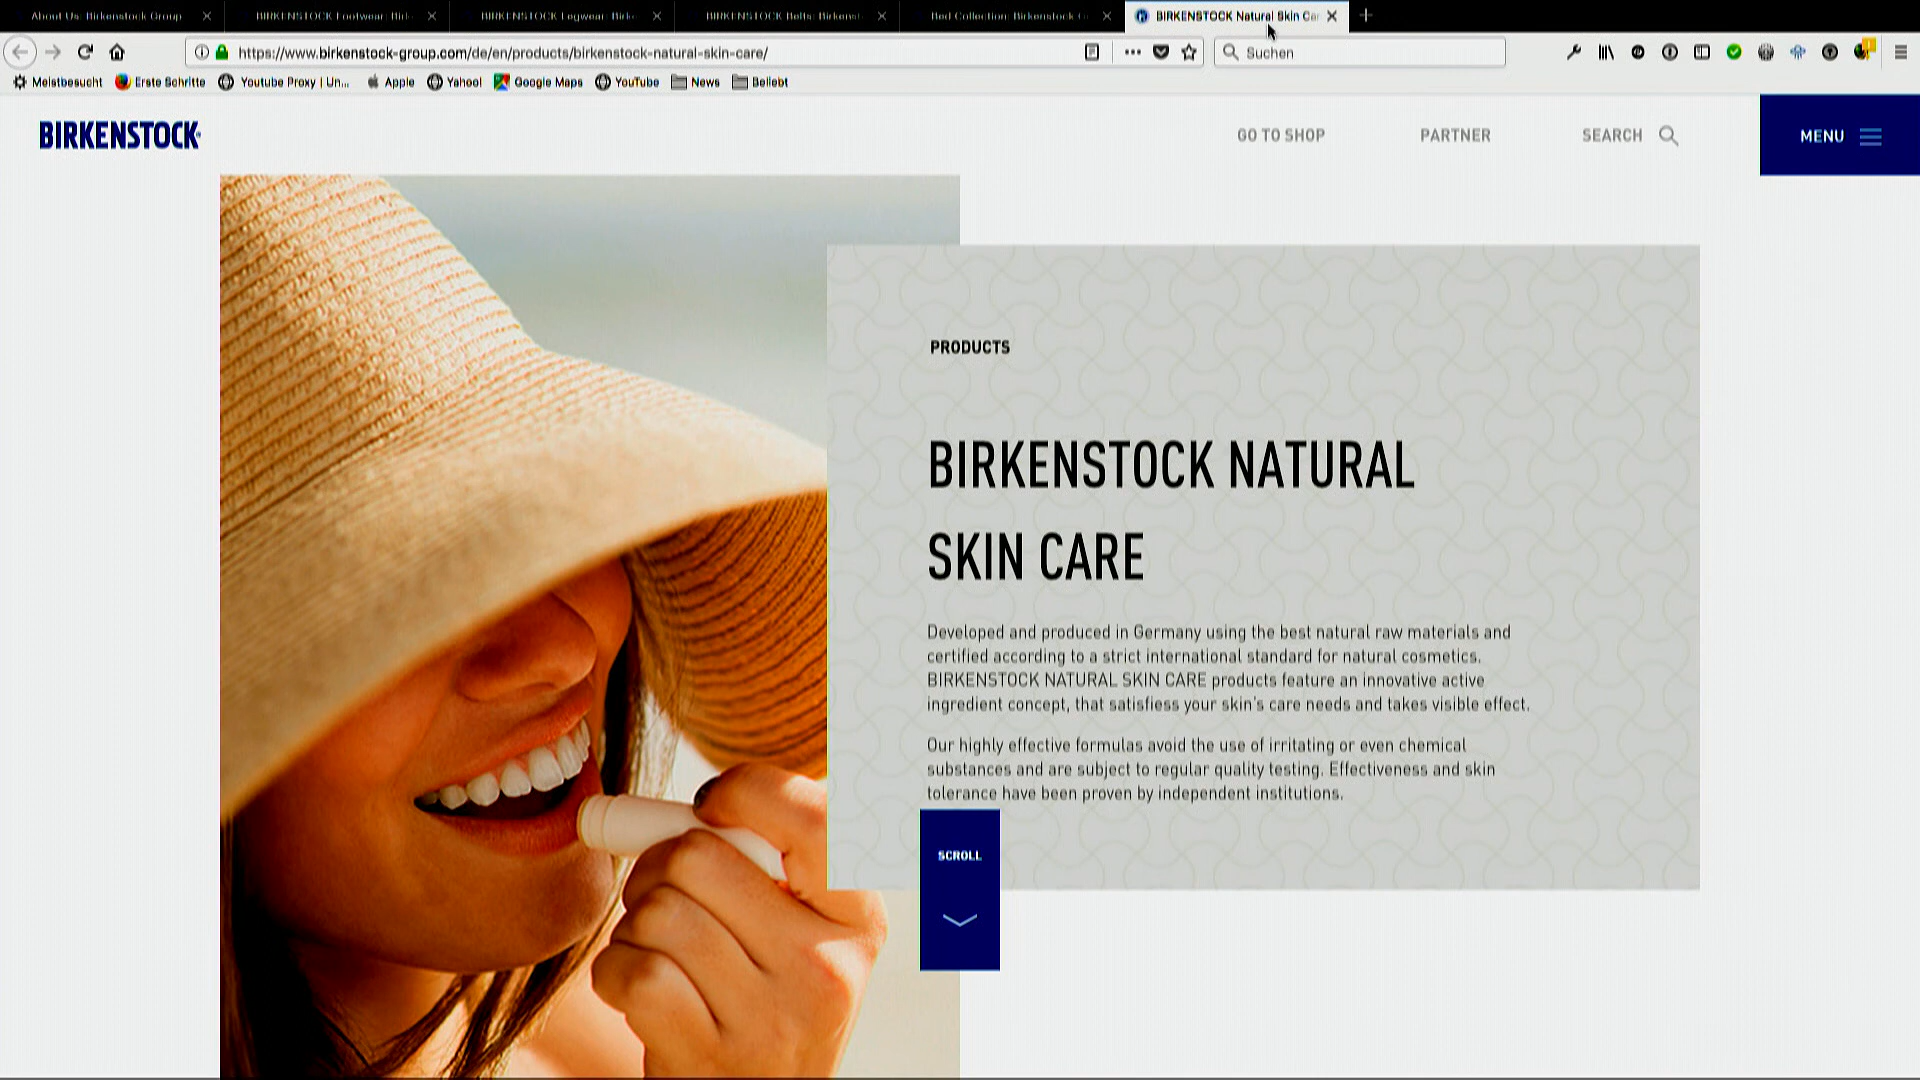 About Us: Birkenstock Group
BIRKENSTOCK Footwear: Birk
BIRKENSTOCK Legwear: Birke
BIRKENSTOCK Belts: Birkenst
Bed Collection: Birkenstock G
BIRKENSTOCK Natural Skin Car
https://www.birkenstock-group.com/de/en/products/birkenstock-natural-skin-care/
Suchen
Meistbesucht Erste Schritte Youtube Proxy | Un... Apple Yahoo! Google Maps YouTube News Beliebt
BIRKENSTOCK
GO TO SHOP PARTNER SEARCH MENU
PRODUCTS
BIRKENSTOCK NATURAL
SKIN CARE
Developed and produced in Germany using the best natural raw materials and
certified according to a strict international standard for natural cosmetics.
BIRKENSTOCK NATURAL SKIN CARE products feature an innovative active
ingredient concept, that satisfiess your skin's care needs and takes visible effect.
Our highly effective formulas avoid the use of irritating or even chemical
substances and are subject to regular quality testing. Effectiveness and skin
tolerance have been proven by independent institutions.
SCROLL